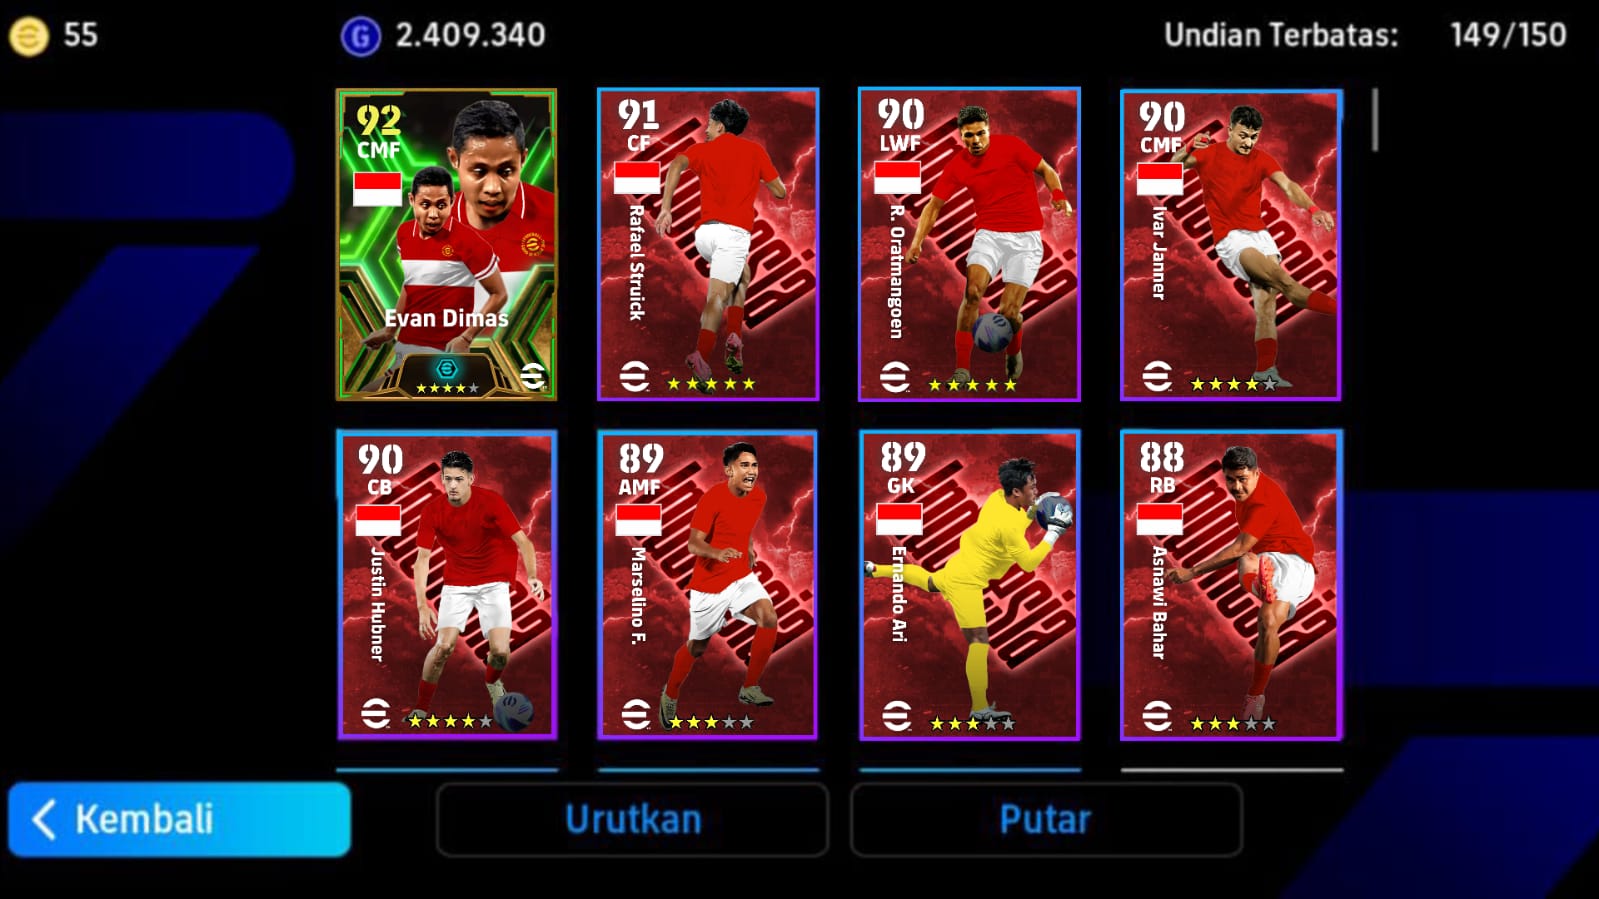 55
2.409.340
Undian Terbatas: 149/150
92
CMF
Evan Dimas
91
CF
Rafael Struick
90
LWF
R. Oratmangoen
90
CMF
Ivar Janner
90
CB
Justin Hubner
89
AMF
Marselino F.
89
GK
Ernando Ari
88
RB
Asnawi Bahar
Kembali
Urutkan
Putar